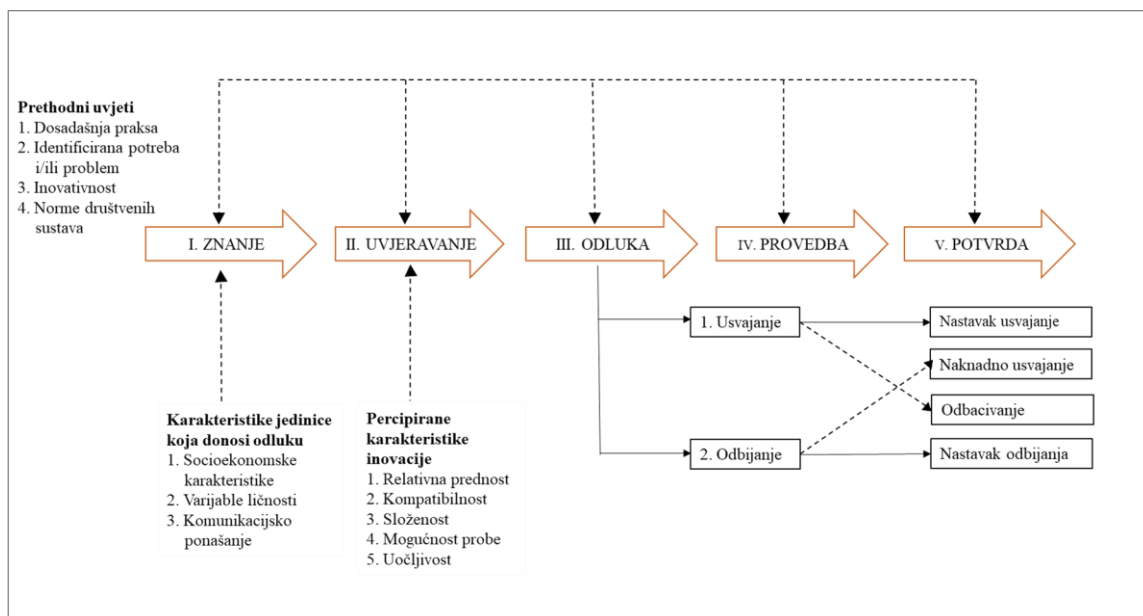 Prethodni uvjeti
1. Dosadašnja praksa
2. Identificirana potreba
i/ili problem
3. Inovativnost
4. Norme društvenih
sustava
I. ZNANJE
II. UVJERAVANJE
III. ODLUKA
IV. PROVEDBA
V. POTVRDA
1. Usvajanje
Nastavak usvajanje
Naknadno usvajanje
Odbacivanje
2. Odbijanje
Nastavak odbijanja
Karakteristike jedinice
koja donosi odluku
1. Socioekonomske
karakteristike
2. Varijable ličnosti
3. Komunikacijsko
ponašanje
Percipirane
karakteristike
inovacije
1. Relativna prednost
2. Kompatibilnost
3. Složenost
4. Mogućnost probe
5. Uočljivost